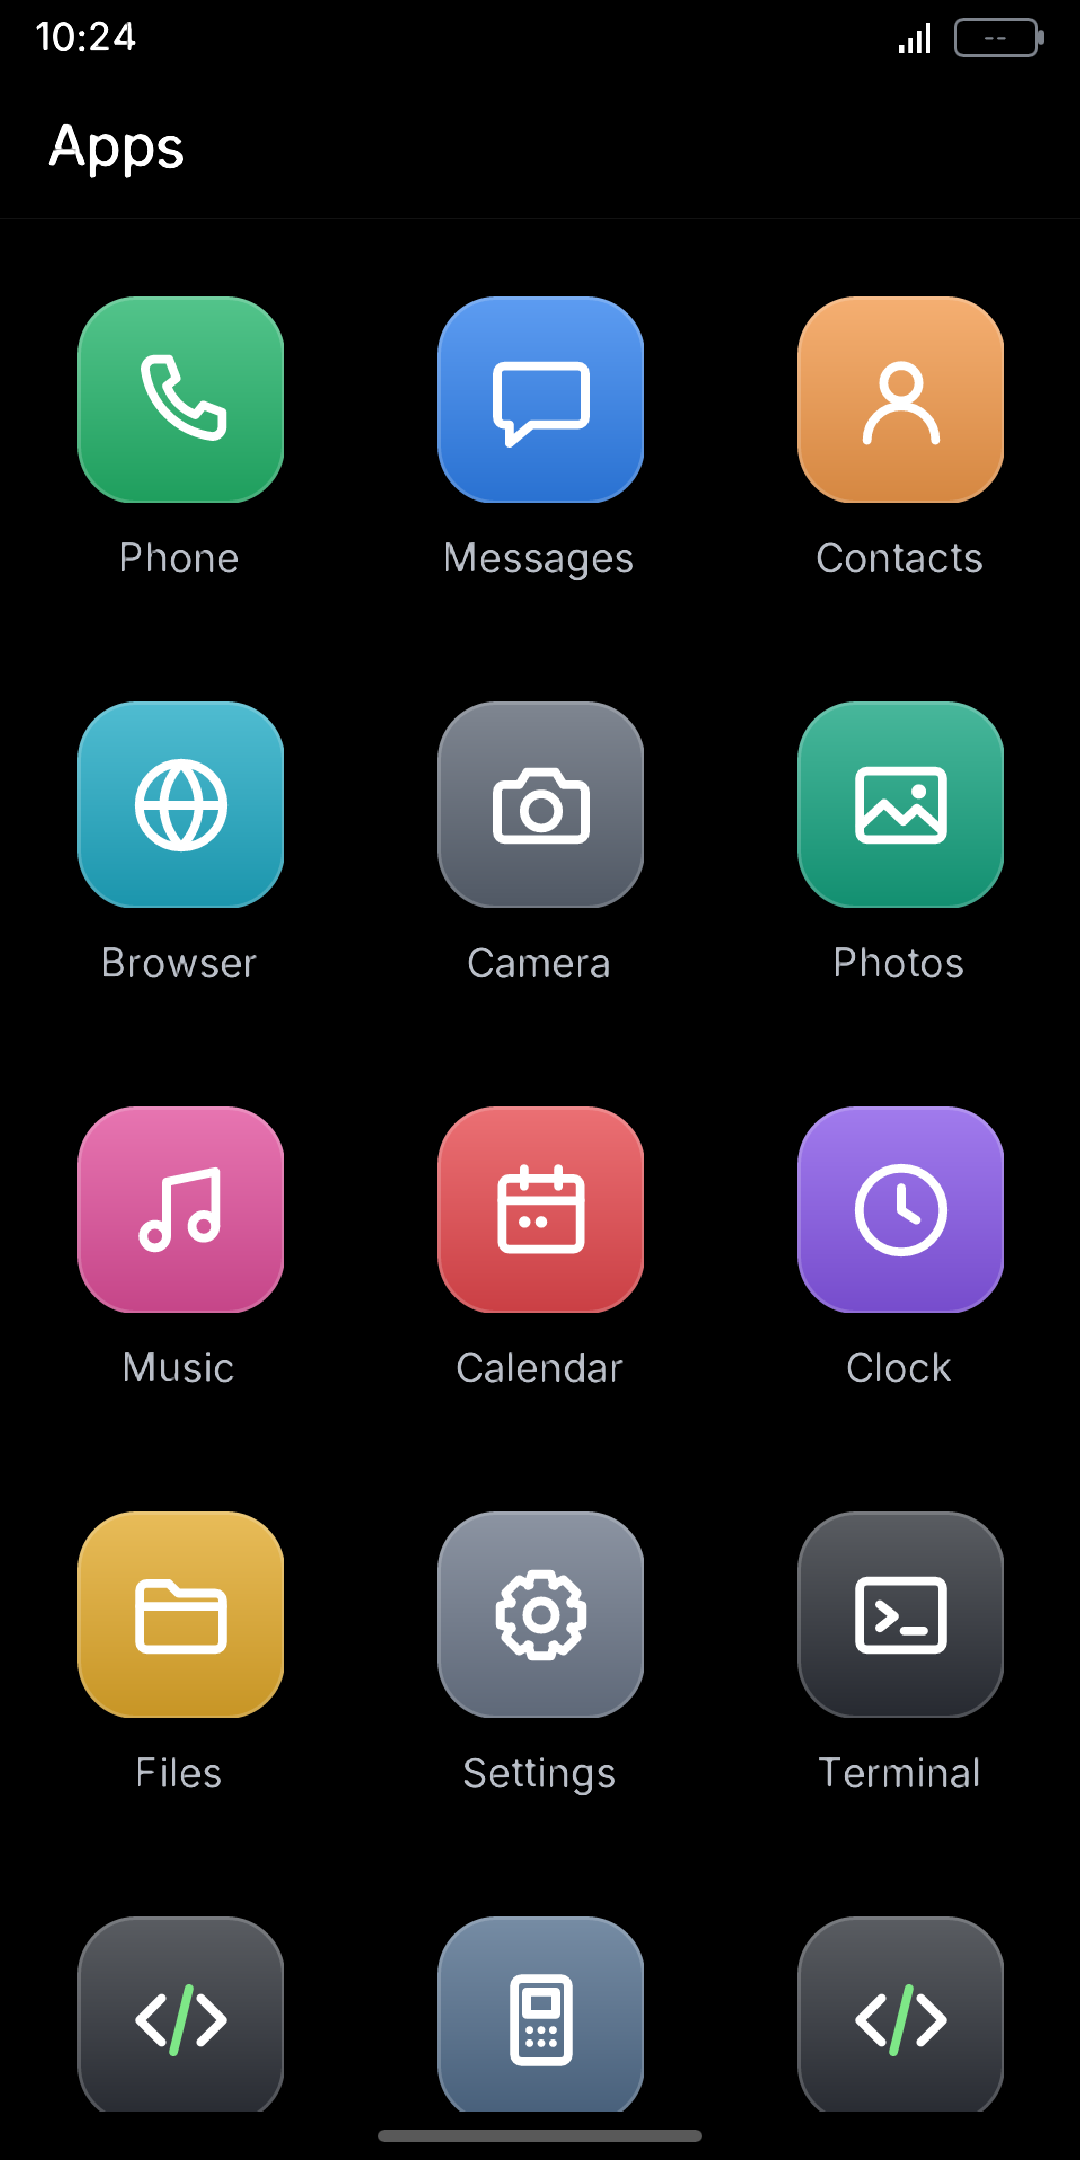 10:24
--
Apps
Phone
Messages
Contacts
Browser
Camera
Photos
Music
Calendar
Clock
Files
Settings
Terminal